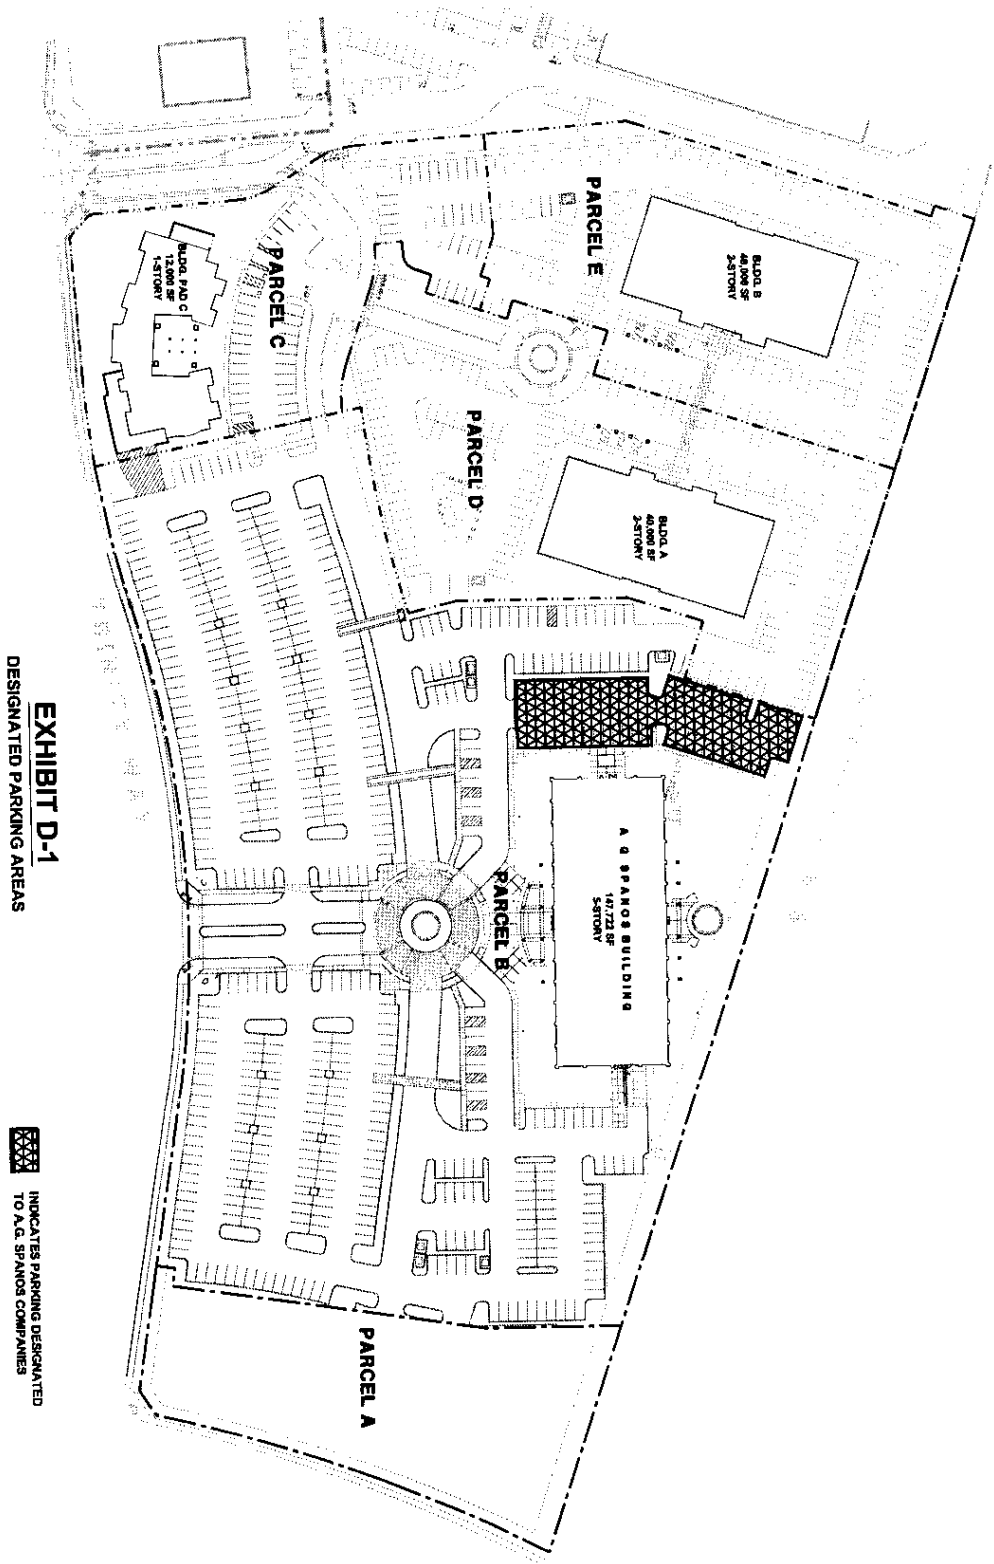 PARCEL E
BLDG. B
48,006 SF
2-STORY
PARCEL C
BLDG. PAD C
12,000 SF
1-STORY
PARCEL D
BLDG. A
40,000 SF
2-STORY
PARCEL B
A G SPANOS BUILDING
147,722 SF
5-STORY
PARCEL A
EXHIBIT D-1
DESIGNATED PARKING AREAS
INDICATES PARKING DESIGNATED
TO A.G. SPANOS COMPANIES